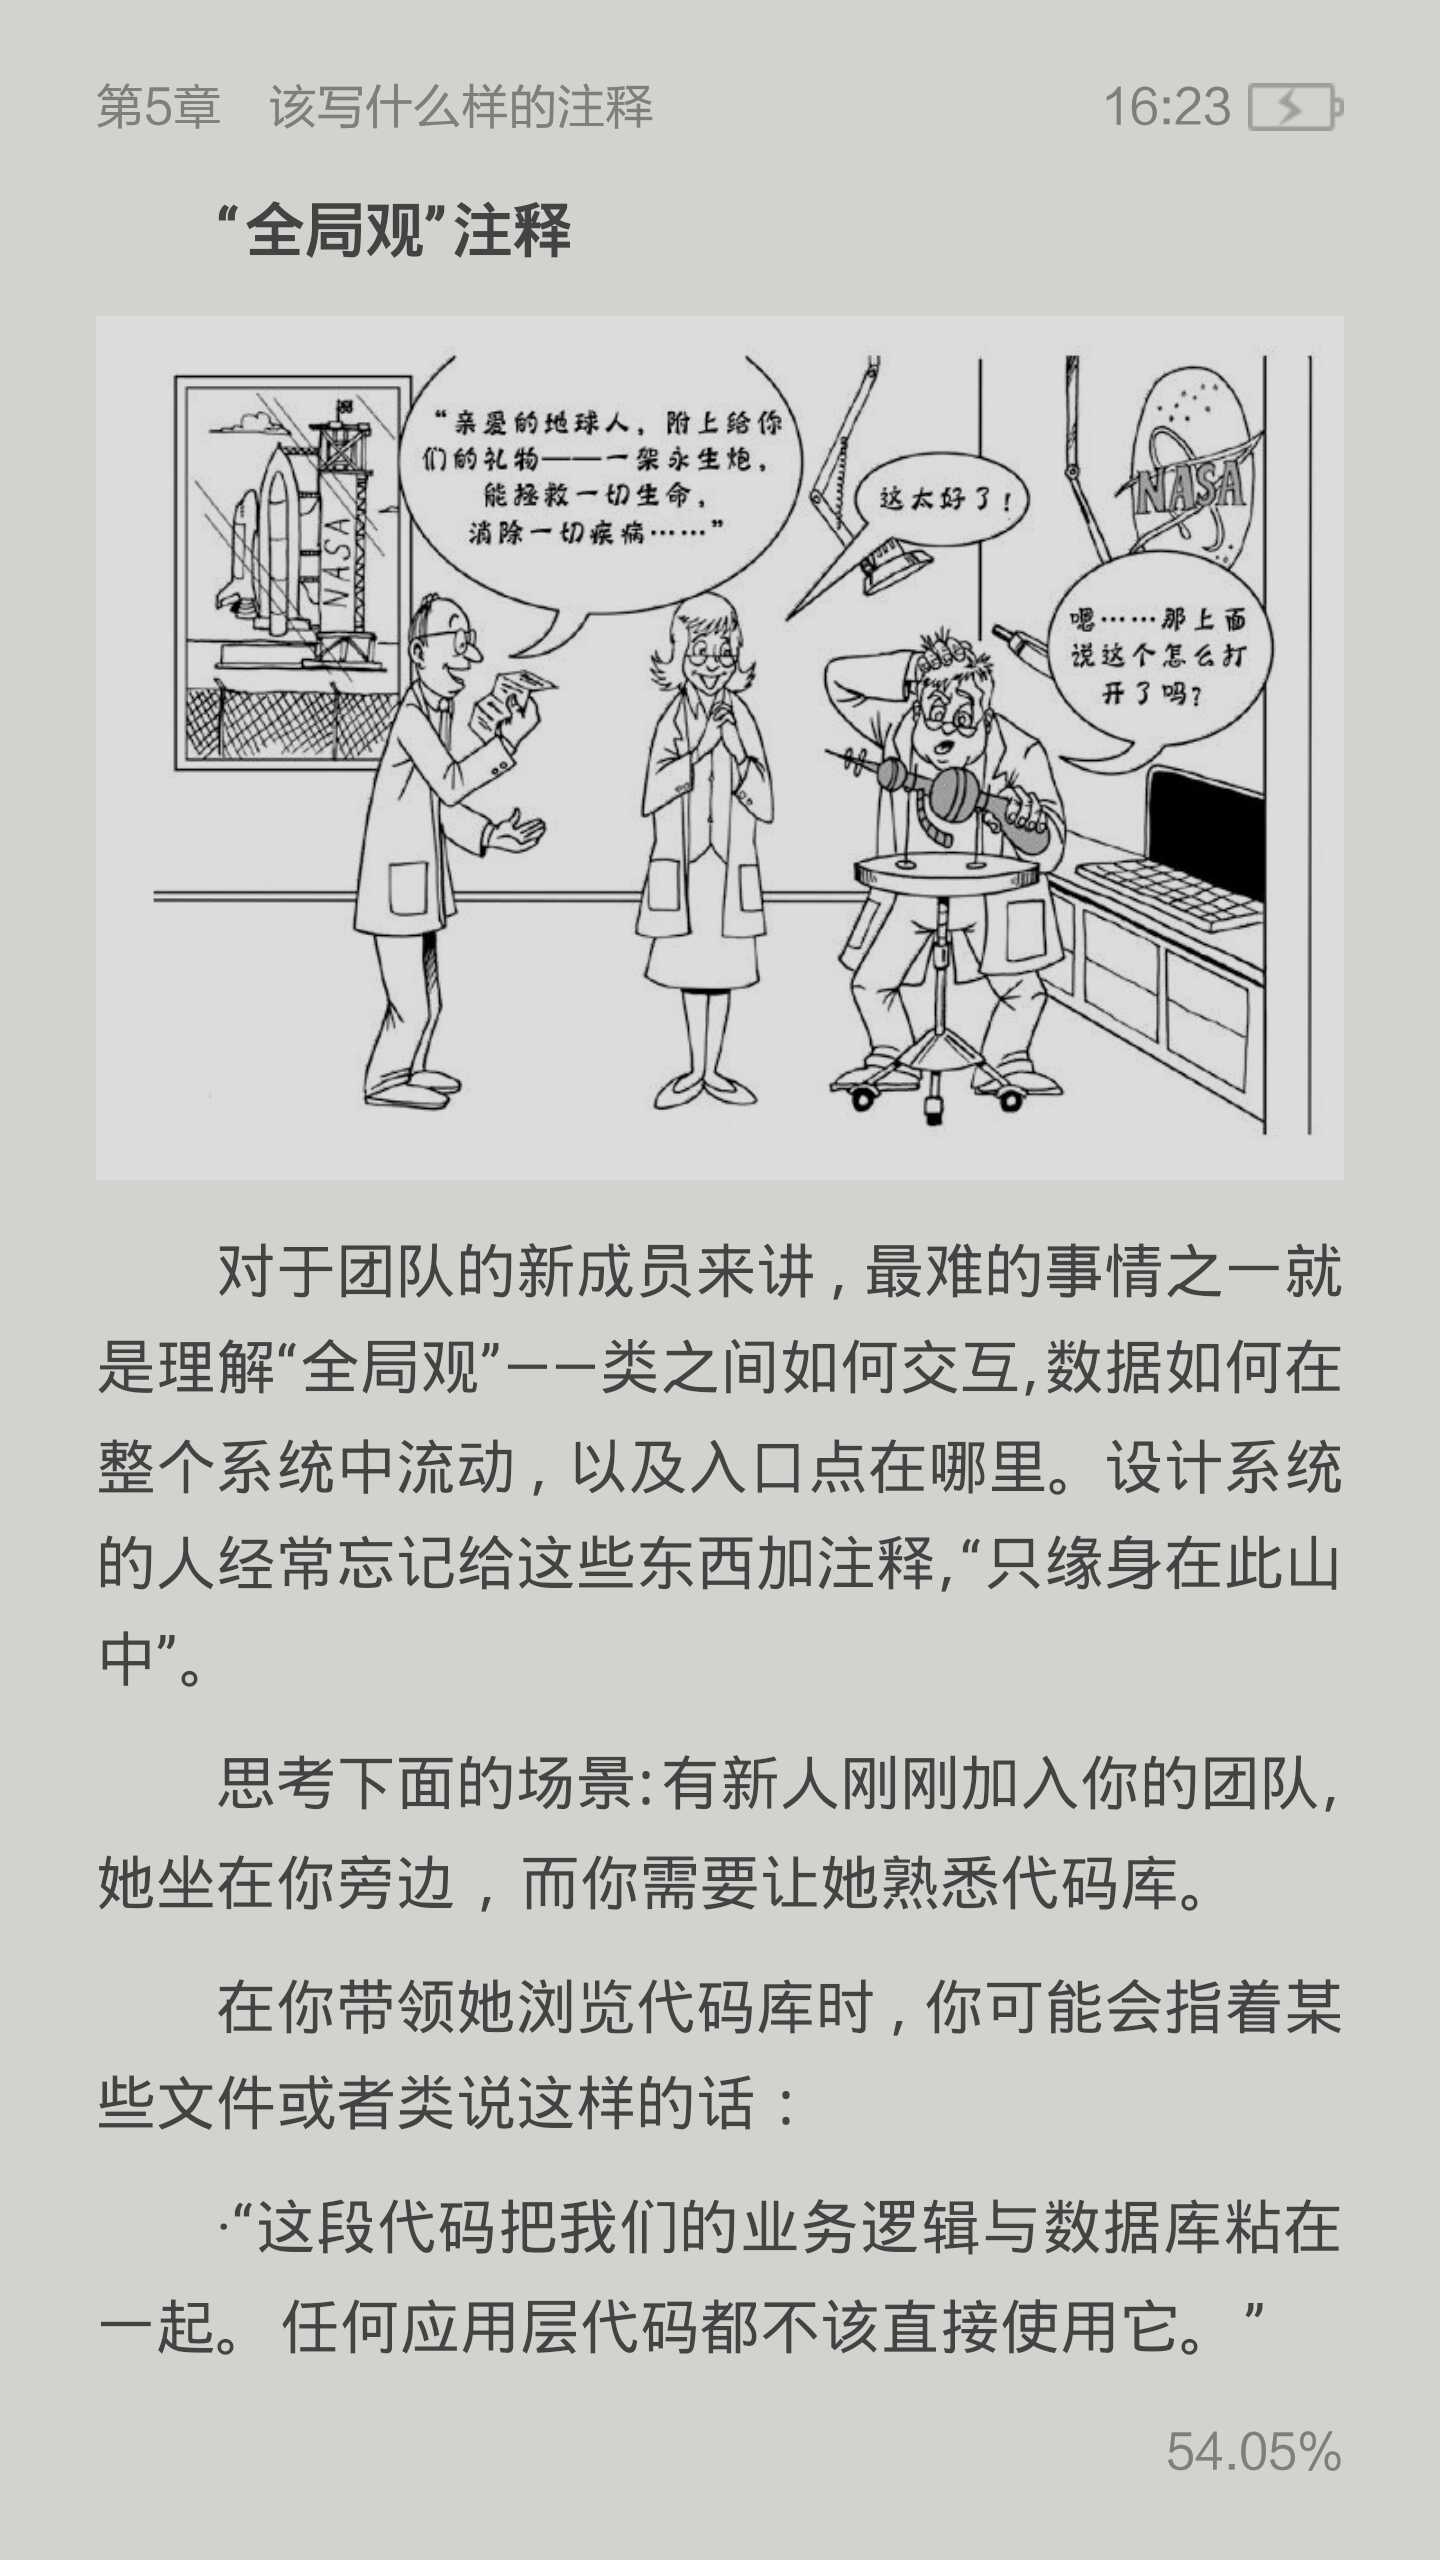 第5章 该写什么样的注释
16:23
“全局观”注释
“亲爱的地球人，附上给你
们的礼物——一架永生炮，
能拯救一切生命，
消除一切疾病……”
这太好了！
NASA
NASA
嗯……那上面
说这个怎么打
开了吗？
对于团队的新成员来讲，最难的事情之一就
是理解“全局观”——类之间如何交互,数据如何在
整个系统中流动，以及入口点在哪里。设计系统
的人经常忘记给这些东西加注释,“只缘身在此山
中”。
思考下面的场景:有新人刚刚加入你的团队,
她坐在你旁边，而你需要让她熟悉代码库。
在你带领她浏览代码库时，你可能会指着某
些文件或者类说这样的话：
·“这段代码把我们的业务逻辑与数据库粘在
一起。任何应用层代码都不该直接使用它。”
54.05%